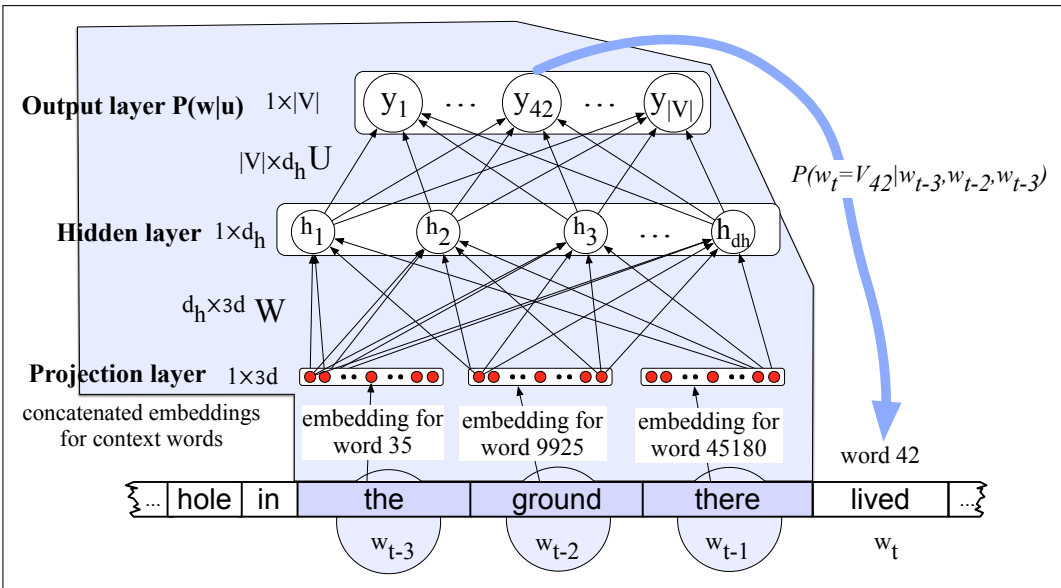 Output layer P(w|u) 1×|V|
y1 ... y42 ... y|V|
|V|×dh U
P(wt=V42|wt-3,wt-2,wt-3)
Hidden layer 1×dh
h1 h2 h3 ... hdh
dh×3d W
Projection layer 1×3d
concatenated embeddings
for context words
embedding for
word 35
embedding for
word 9925
embedding for
word 45180
word 42
... hole in the ground there lived ...
wt-3 wt-2 wt-1 wt